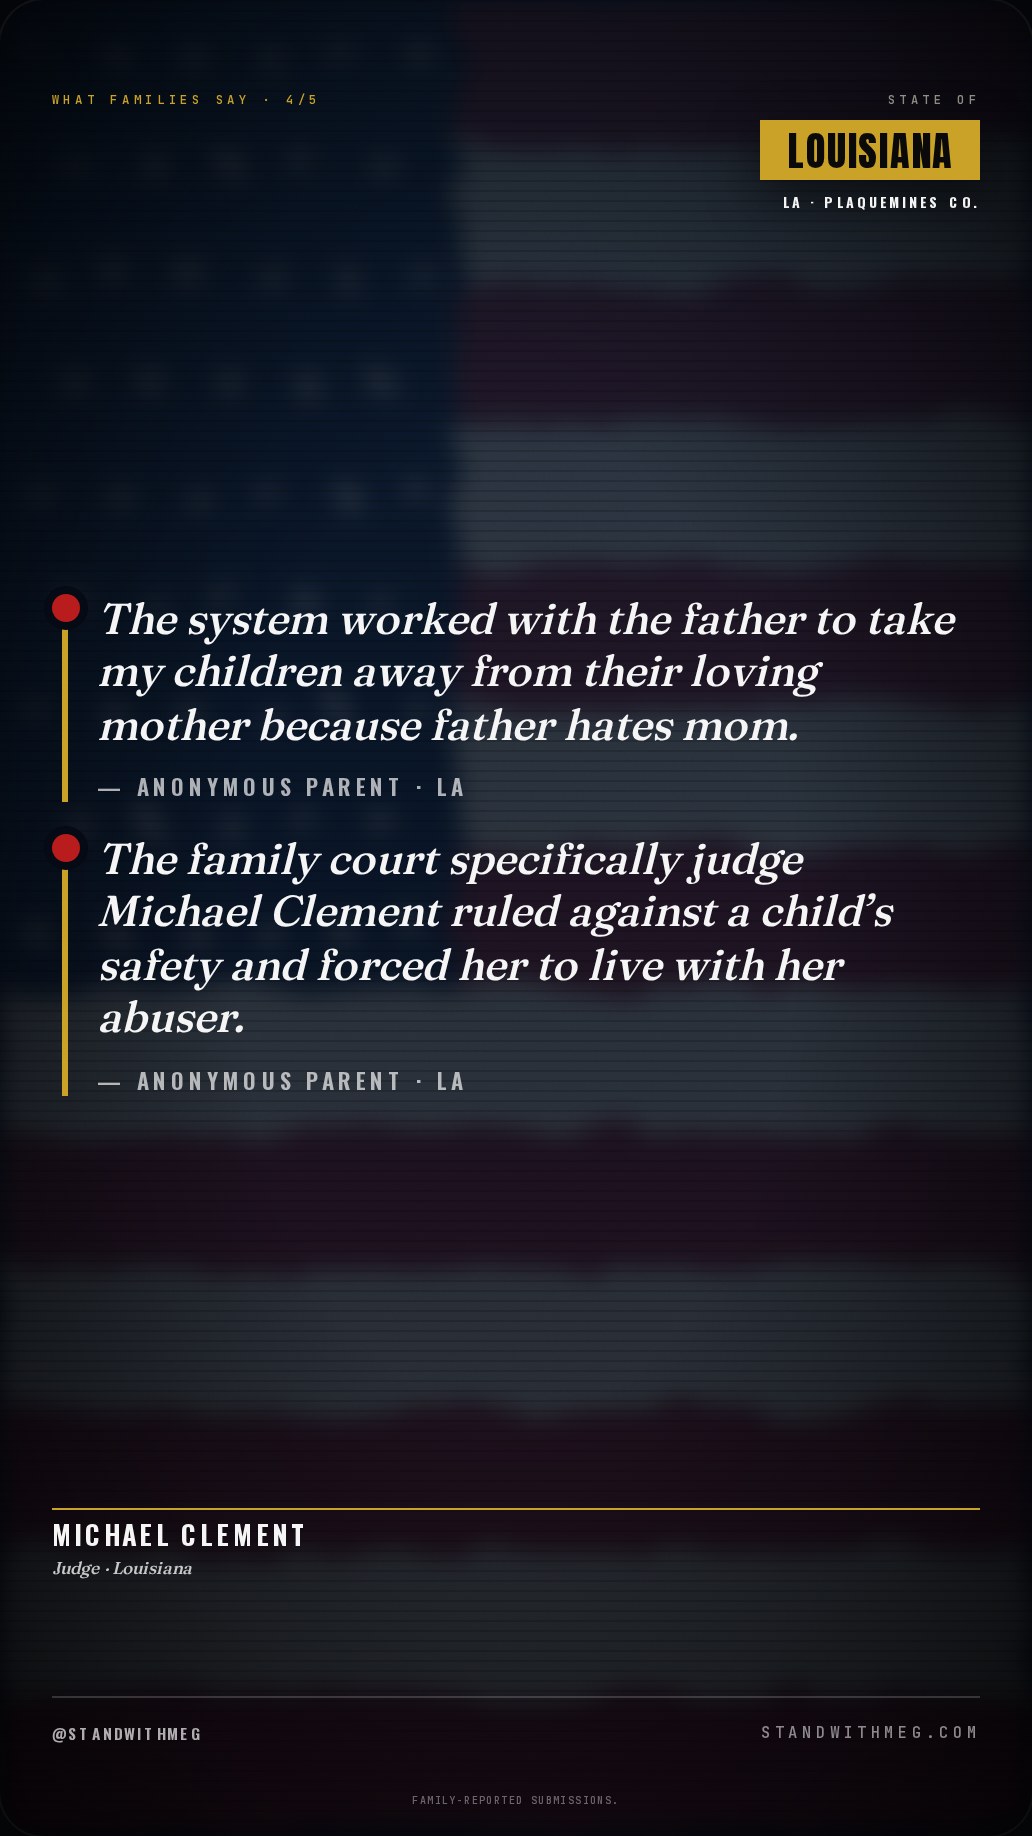 WHAT FAMILIES SAY · 4/5
STATE OF
LOUISIANA
LA · PLAQUEMINES CO.
The system worked with the father to take
my children away from their loving
mother because father hates mom.
— ANONYMOUS PARENT · LA
The family court specifically judge
Michael Clement ruled against a child’s
safety and forced her to live with her
abuser.
— ANONYMOUS PARENT · LA
MICHAEL CLEMENT
Judge · Louisiana
@STANDWITHMEG
STANDWITHMEG.COM
FAMILY-REPORTED SUBMISSIONS.